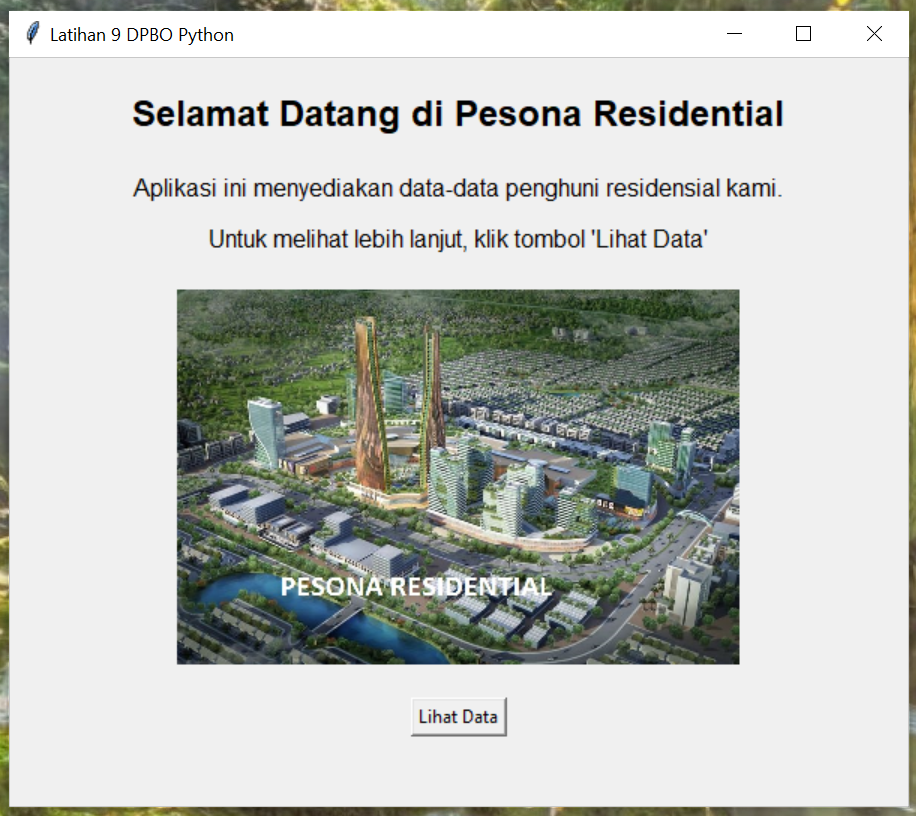 Latihan 9 DPBO Python
Selamat Datang di Pesona Residential
Aplikasi ini menyediakan data-data penghuni residensial kami.
Untuk melihat lebih lanjut, klik tombol 'Lihat Data'
PESONA RESIDENTIAL
Lihat Data